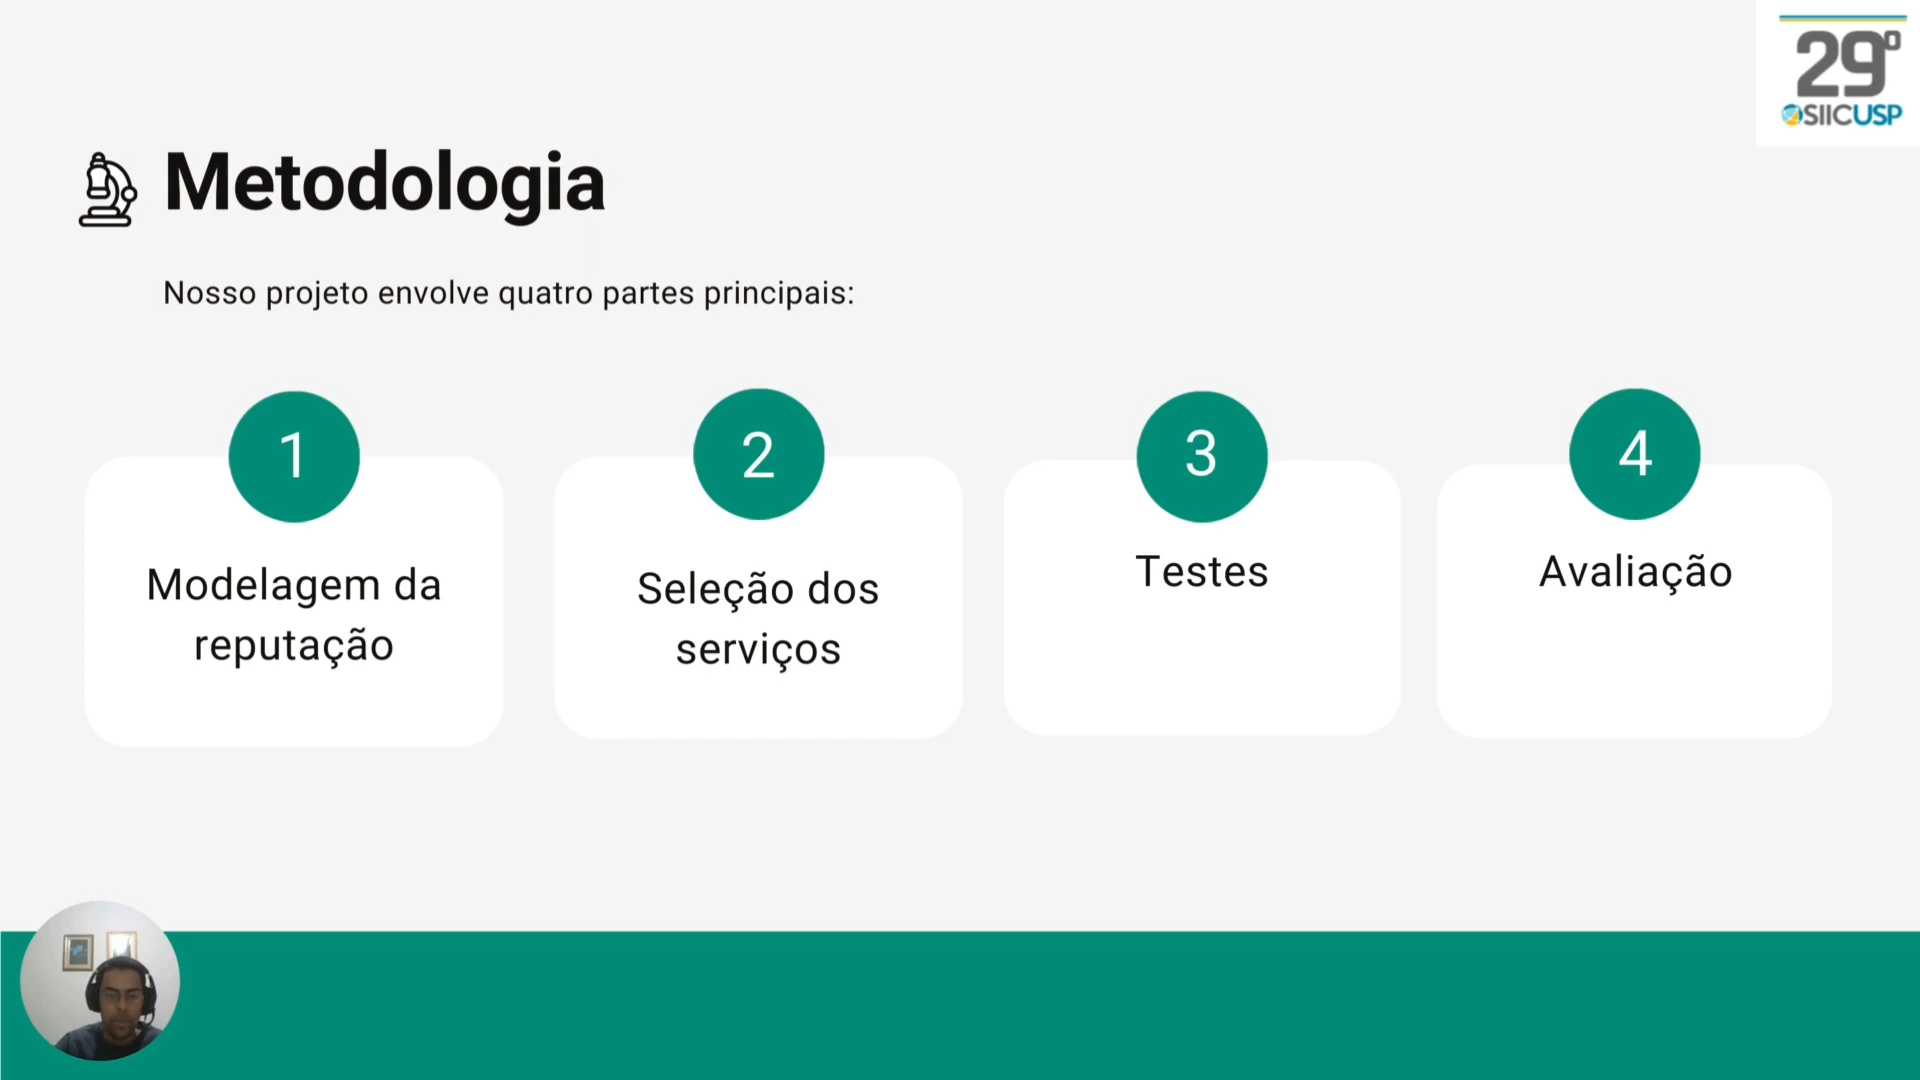 29º
SIICUSP
Metodologia
Nosso projeto envolve quatro partes principais:
1
Modelagem da
reputação
2
Seleção dos
serviços
3
Testes
4
Avaliação